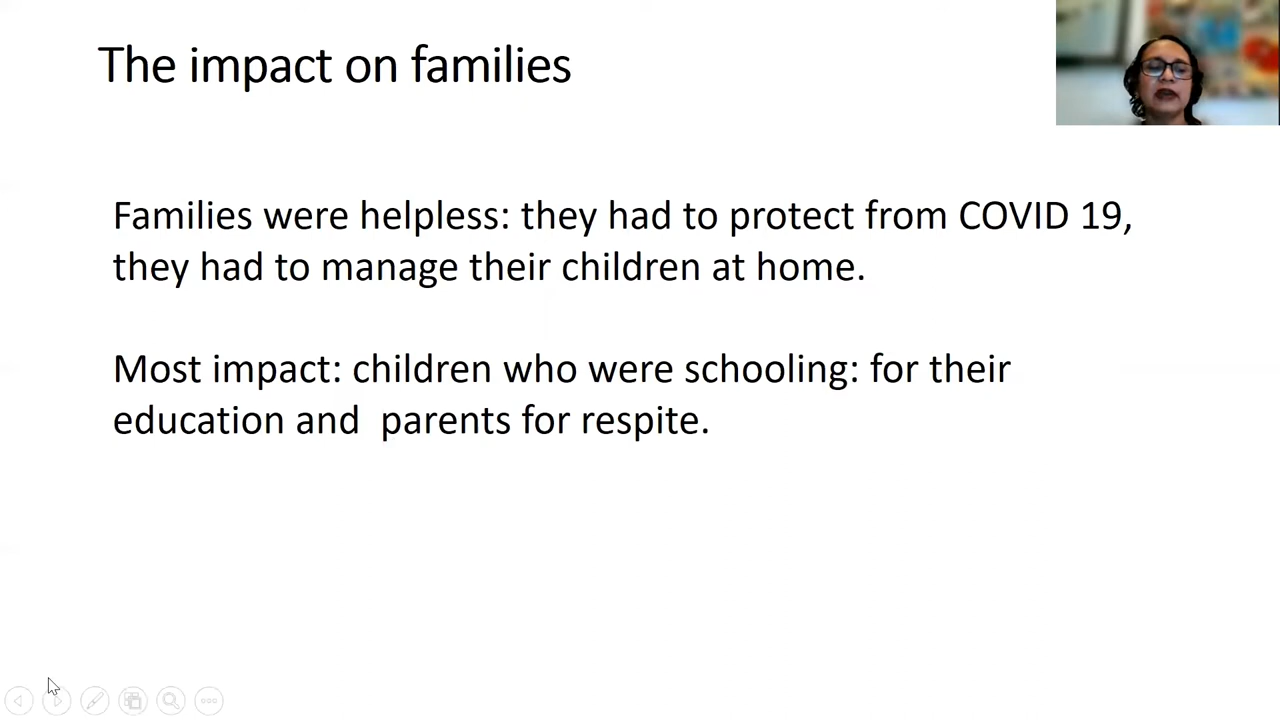 The impact on families
Families were helpless: they had to protect from COVID 19,
they had to manage their children at home.
Most impact: children who were schooling: for their
education and  parents for respite.